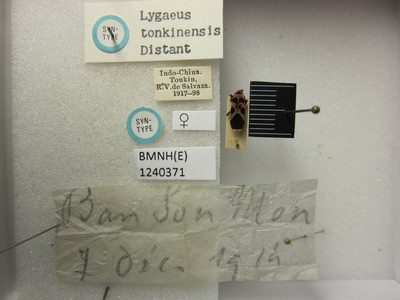 SYN-
TYPE
Lygaeus
tonkinensis
Distant
Indo-China.
Tonkin,
R. V. de Salvaza.
1917-98
SYN-
TYPE
♀
BMNH(E)
1240371
Ban Son Mon
7 déc. 1914